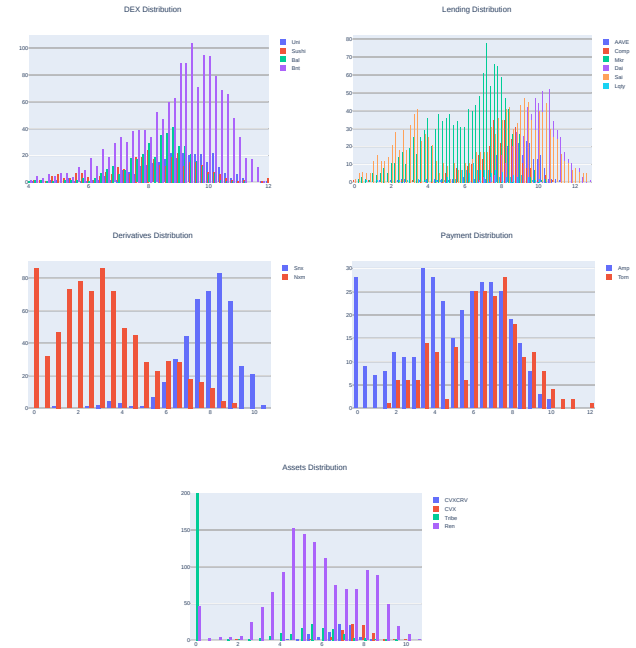 DEX Distribution
100
80
60
40
20
0
4
6
8
10
12
Uni
Sushi
Bal
Bnt
Lending Distribution
80
70
60
50
40
30
20
10
0
0
2
4
6
8
10
12
AAVE
Comp
Mkr
Dai
Sai
Lqty
Derivatives Distribution
80
60
40
20
0
0
2
4
6
8
10
Snx
Nxm
Payment Distribution
30
25
20
15
10
5
0
0
2
4
6
8
10
12
Amp
Torn
Assets Distribution
200
150
100
50
0
0
2
4
6
8
10
CVXCRV
CVX
Tribe
Ren